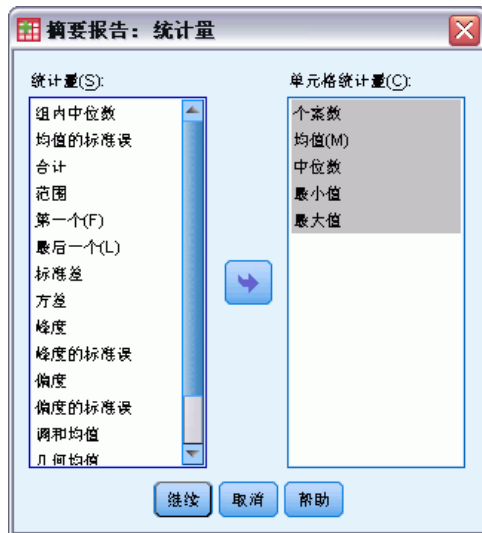 摘要报告：统计量
统计量(S):
组内中位数
均值的标准误
合计
范围
第一个(F)
最后一个(L)
标准差
方差
峰度
峰度的标准误
偏度
偏度的标准误
调和均值
几何均值
单元格统计量(C):
个案数
均值(M)
中位数
最小值
最大值
继续
取消
帮助